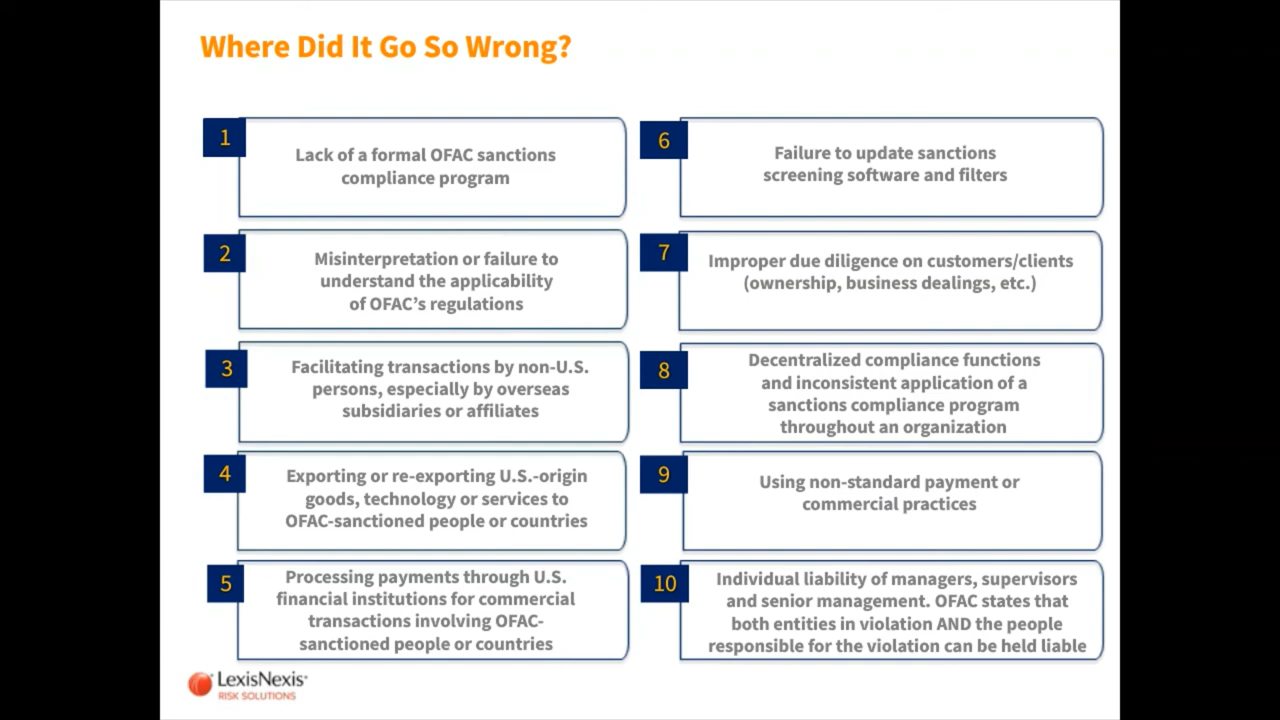 Where Did It Go So Wrong?
1
Lack of a formal OFAC sanctions
compliance program
2
Misinterpretation or failure to
understand the applicability
of OFAC’s regulations
3
Facilitating transactions by non-U.S.
persons, especially by overseas
subsidiaries or affiliates
4
Exporting or re-exporting U.S.-origin
goods, technology or services to
OFAC-sanctioned people or countries
5
Processing payments through U.S.
financial institutions for commercial
transactions involving OFAC-
sanctioned people or countries
6
Failure to update sanctions
screening software and filters
7
Improper due diligence on customers/clients
(ownership, business dealings, etc.)
8
Decentralized compliance functions
and inconsistent application of a
sanctions compliance program
throughout an organization
9
Using non-standard payment or
commercial practices
10
Individual liability of managers, supervisors
and senior management. OFAC states that
both entities in violation AND the people
responsible for the violation can be held liable
LexisNexis
RISK SOLUTIONS